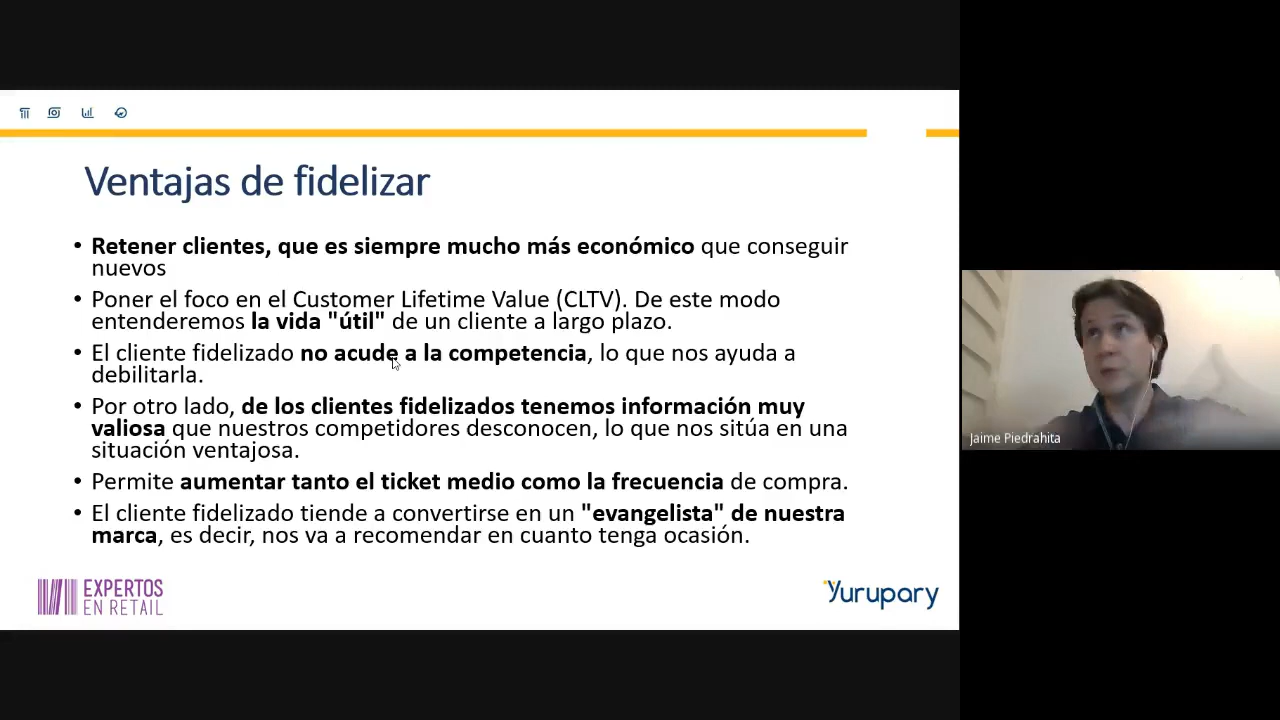 Ventajas de fidelizar
• Retener clientes, que es siempre mucho más económico que conseguir
nuevos
• Poner el foco en el Customer Lifetime Value (CLTV). De este modo
entenderemos la vida "útil" de un cliente a largo plazo.
• El cliente fidelizado no acude a la competencia, lo que nos ayuda a
debilitarla.
• Por otro lado, de los clientes fidelizados tenemos información muy
valiosa que nuestros competidores desconocen, lo que nos sitúa en una
situación ventajosa.
• Permite aumentar tanto el ticket medio como la frecuencia de compra.
• El cliente fidelizado tiende a convertirse en un "evangelista" de nuestra
marca, es decir, nos va a recomendar en cuanto tenga ocasión.
EXPERTOS
EN RETAIL
Yurupary
Jaime Piedrahita